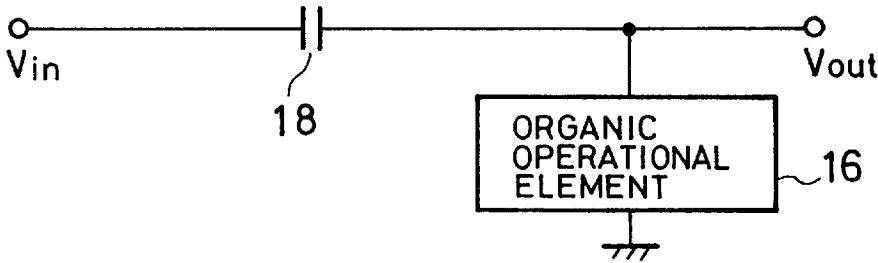 Vin
18
Vout
ORGANIC
OPERATIONAL
ELEMENT
16